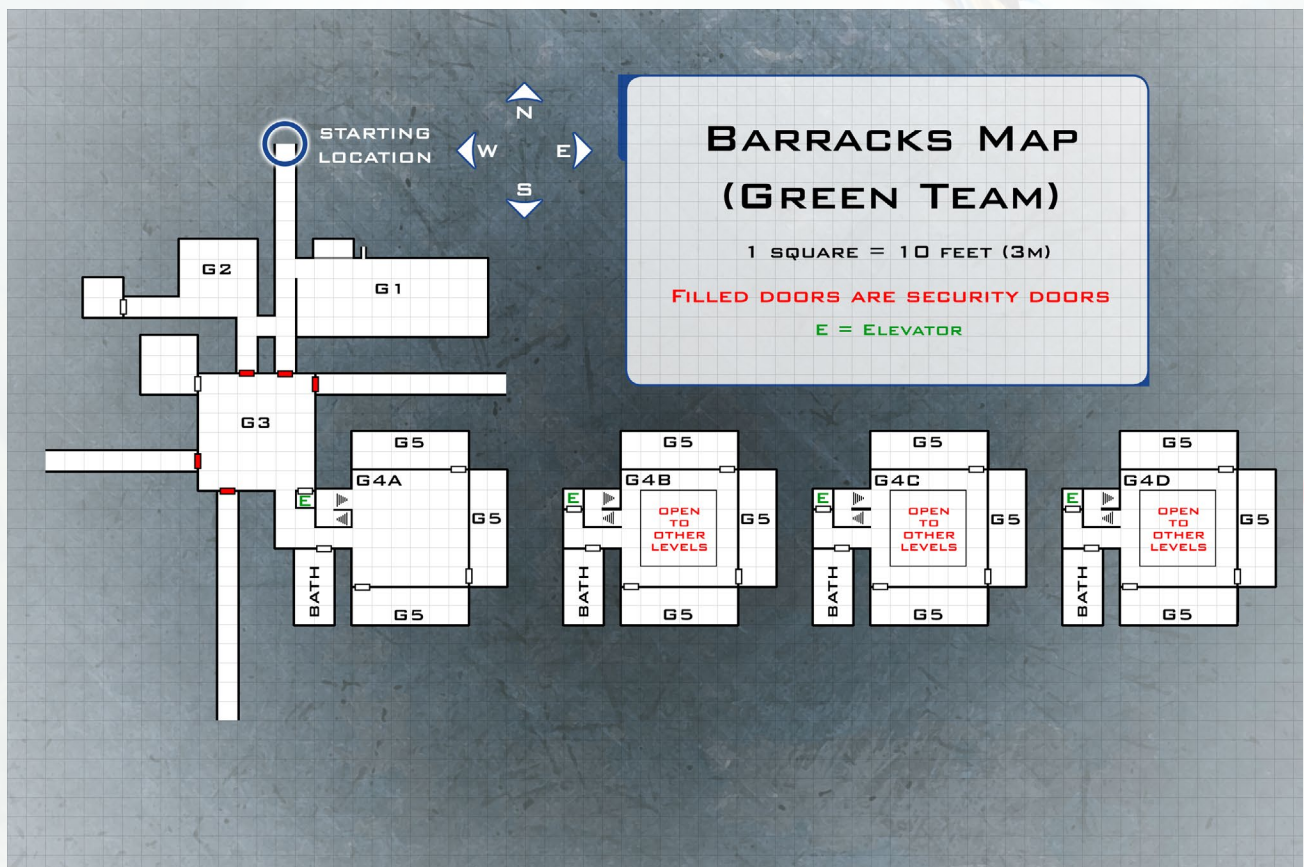 STARTING
LOCATION
N
W
E
S
BARRACKS MAP
(GREEN TEAM)
1 SQUARE = 10 FEET (3M)
FILLED DOORS ARE SECURITY DOORS
E = ELEVATOR
G2
G1
G3
G5
G4A
E
G5
BATH
G5
G5
G4B
E
OPEN
TO
OTHER
LEVELS
G5
BATH
G5
G5
G4C
E
OPEN
TO
OTHER
LEVELS
G5
BATH
G5
G5
G4D
E
OPEN
TO
OTHER
LEVELS
G5
BATH
G5